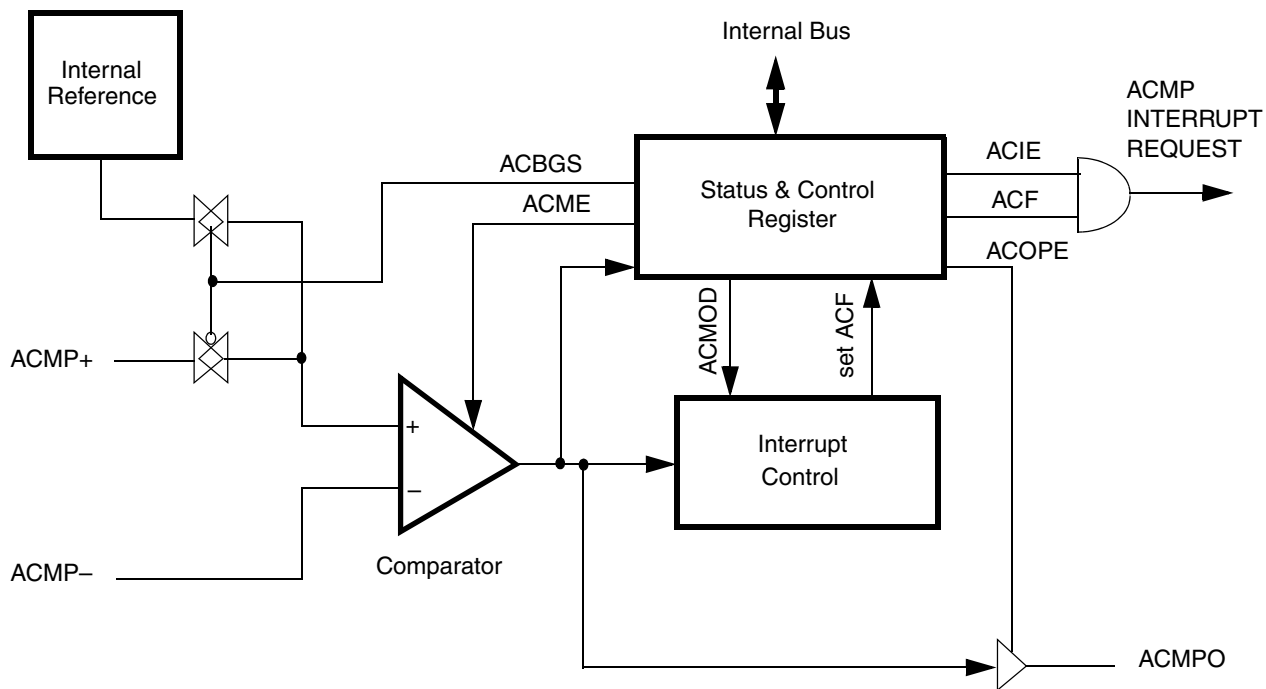 Internal Bus
Internal
Reference
ACMP
INTERRUPT
REQUEST
ACBGS
ACME
Status & Control
Register
ACIE
ACF
ACOPE
ACMOD
set ACF
ACMP+
+
–
Interrupt
Control
Comparator
ACMP–
ACMPO